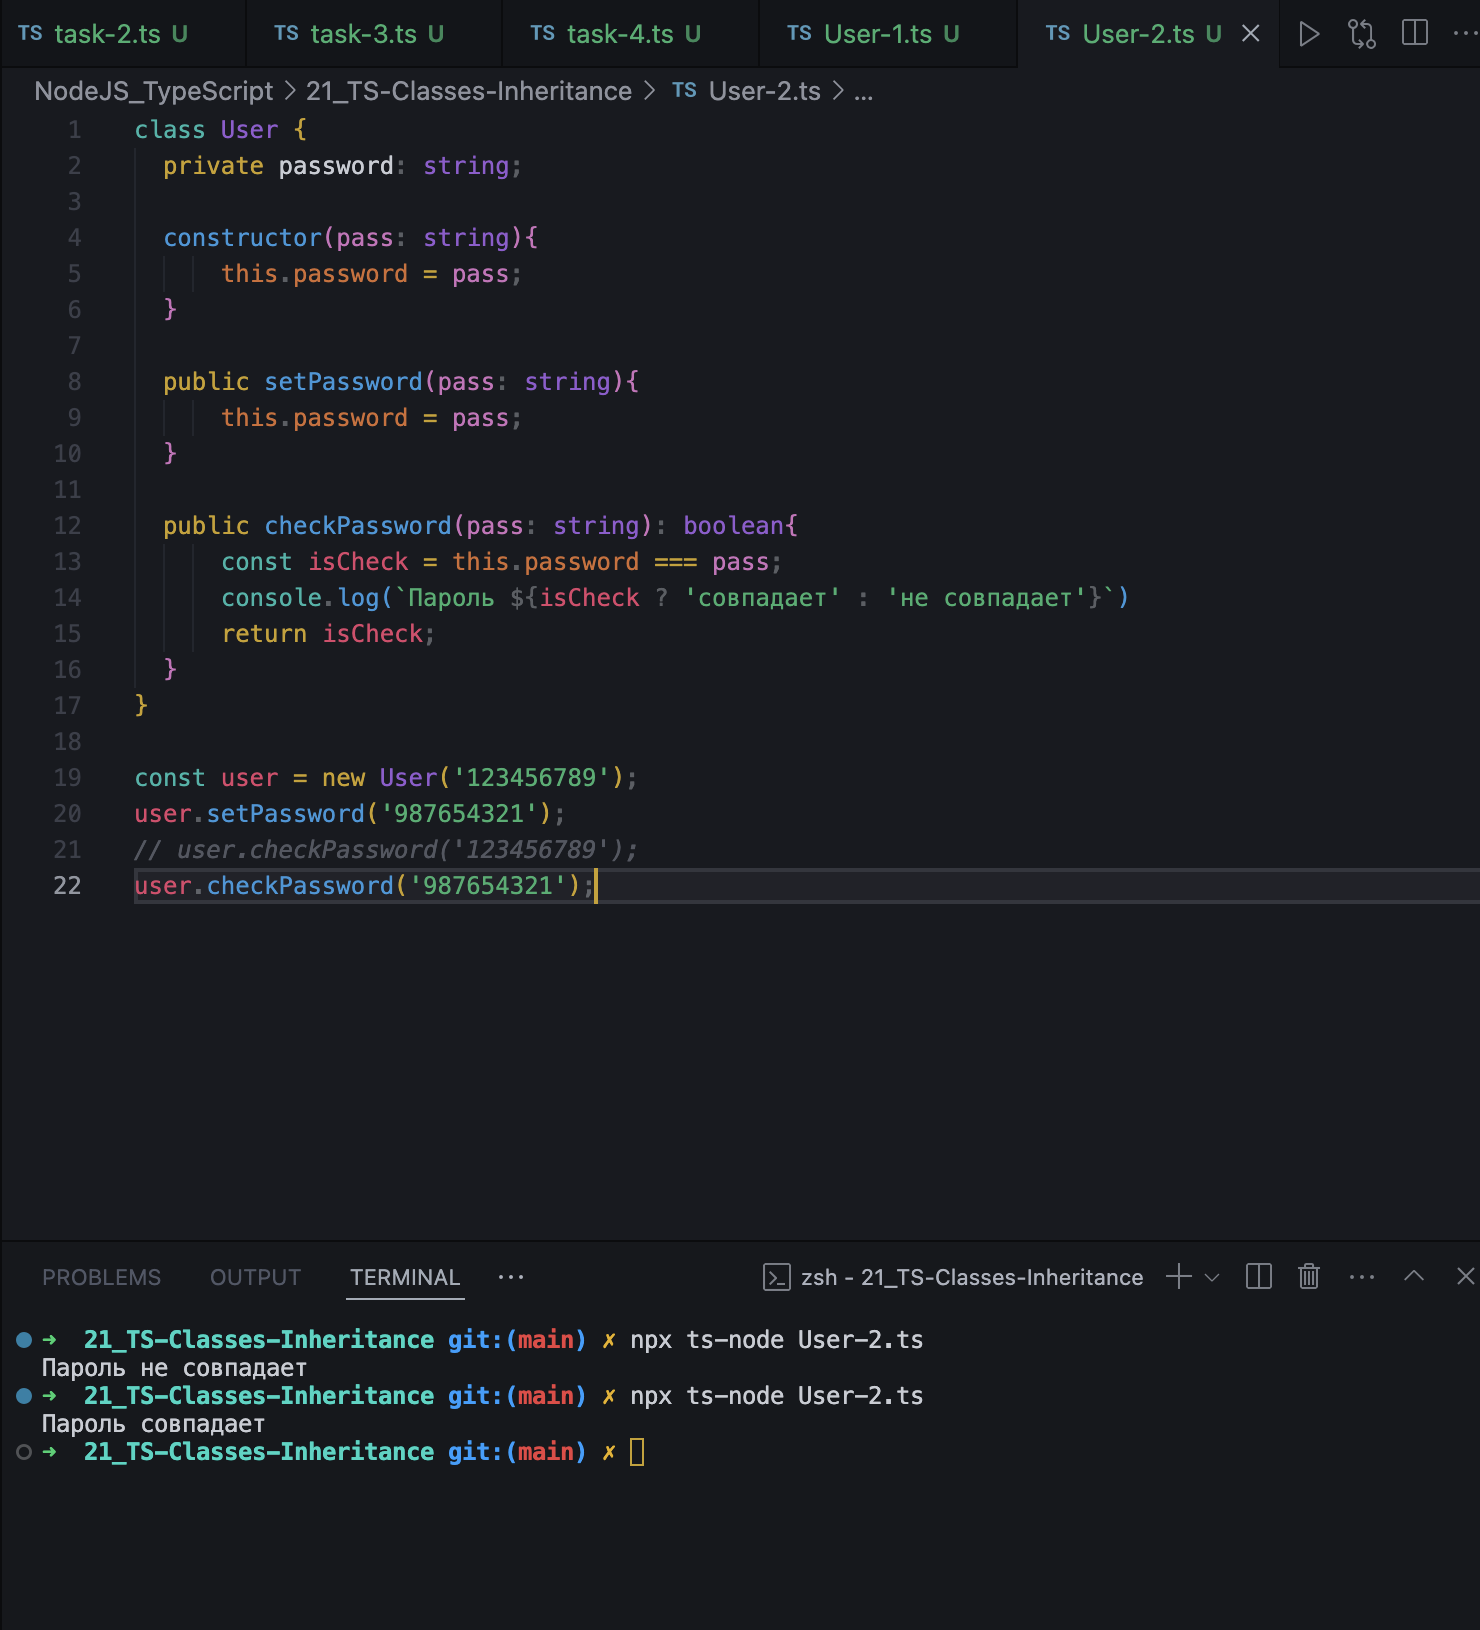 TS task-2.ts U TS task-3.ts U TS task-4.ts U TS User-1.ts U TS User-2.ts U
NodeJS_TypeScript > 21_TS-Classes-Inheritance > TS User-2.ts > ...
1 class User {
2 private password: string;
3
4 constructor(pass: string){
5 this.password = pass;
6 }
7
8 public setPassword(pass: string){
9 this.password = pass;
10 }
11
12 public checkPassword(pass: string): boolean{
13 const isCheck = this.password === pass;
14 console.log(`Пароль ${isCheck ? 'совпадает' : 'не совпадает'}`)
15 return isCheck;
16 }
17 }
18
19 const user = new User('123456789');
20 user.setPassword('987654321');
21 // user.checkPassword('123456789');
22 user.checkPassword('987654321');
PROBLEMS OUTPUT TERMINAL ··· zsh - 21_TS-Classes-Inheritance
➜ 21_TS-Classes-Inheritance git:(main) ✗ npx ts-node User-2.ts
Пароль не совпадает
➜ 21_TS-Classes-Inheritance git:(main) ✗ npx ts-node User-2.ts
Пароль совпадает
➜ 21_TS-Classes-Inheritance git:(main) ✗